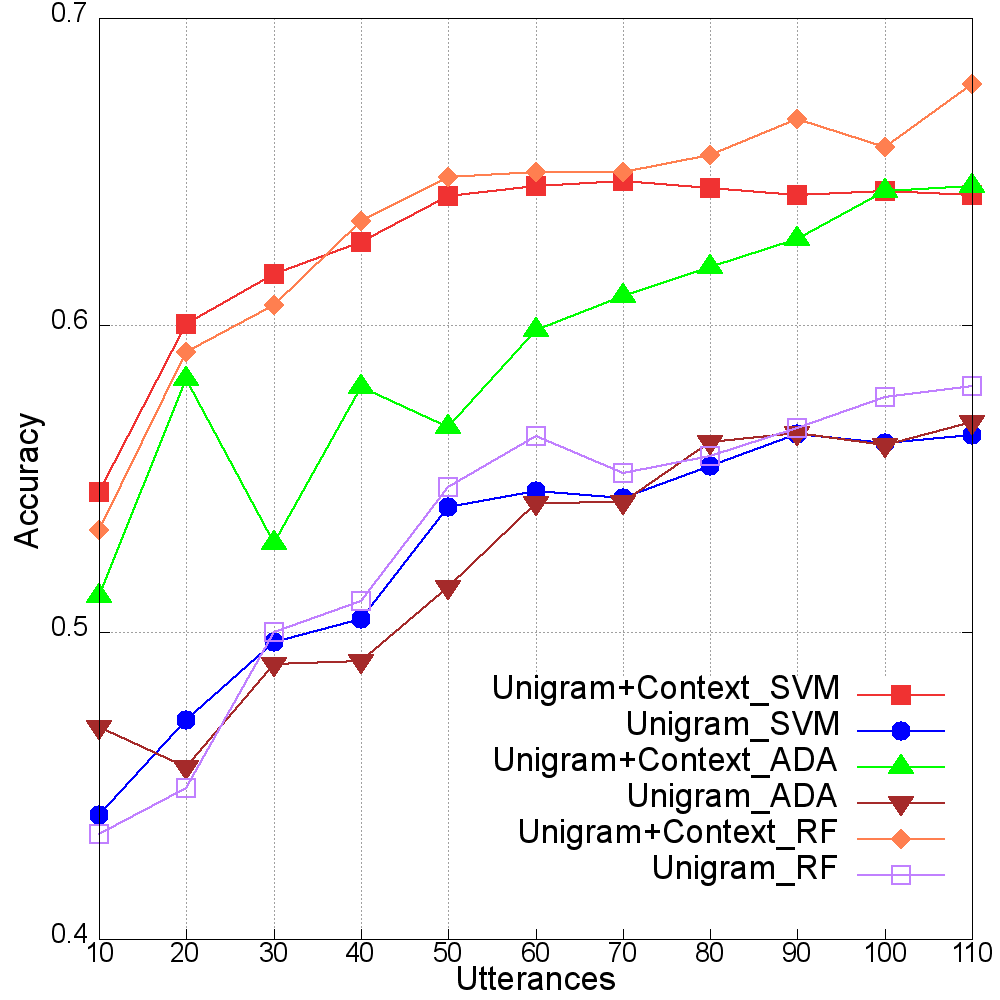 0.7
0.6
0.5
0.4
Accuracy
Unigram+Context_SVM
Unigram_SVM
Unigram+Context_ADA
Unigram_ADA
Unigram+Context_RF
Unigram_RF
10 20 30 40 50 60 70 80 90 100 110
Utterances